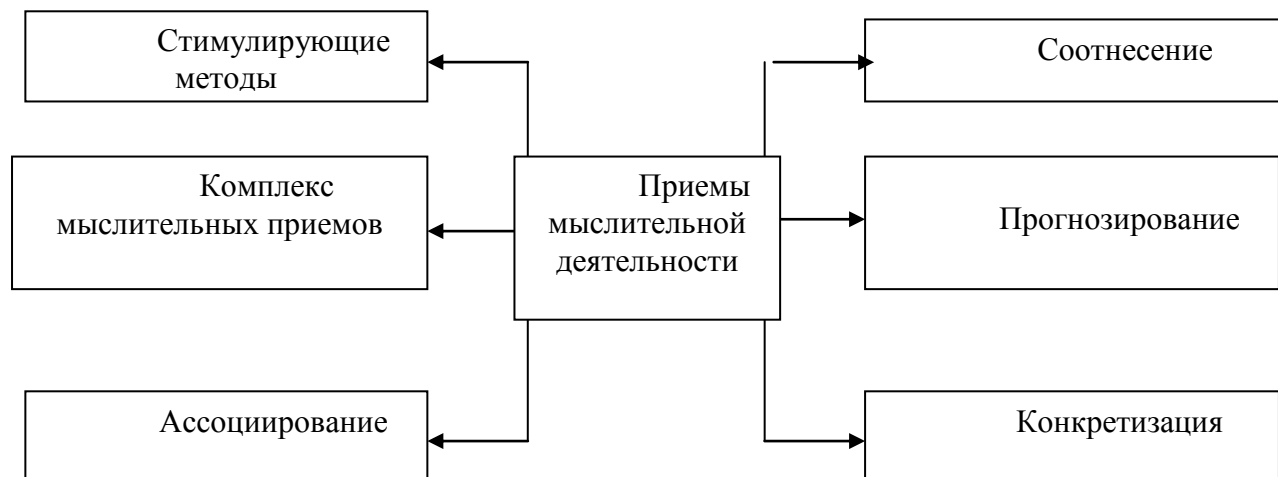 Стимулирующие
методы
Соотнесение
Комплекс
мыслительных приемов
Приемы
мыслительной
деятельности
Прогнозирование
Ассоциирование
Конкретизация